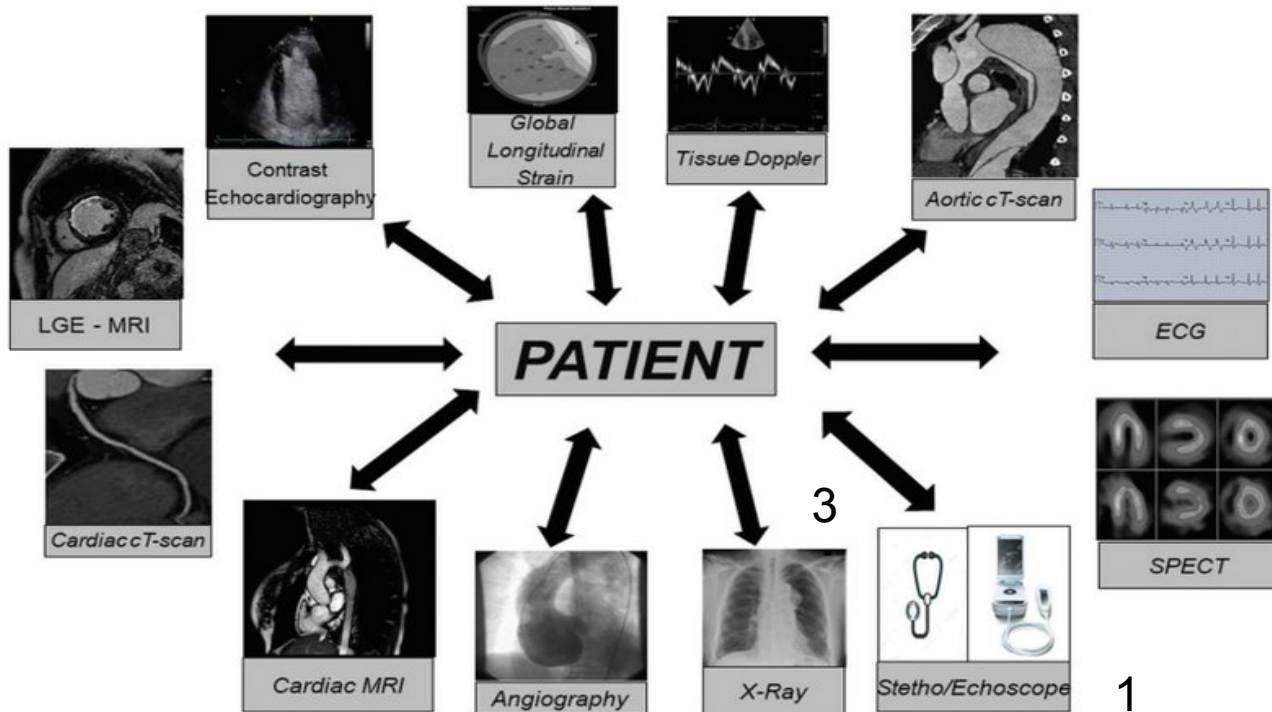 Contrast
Echocardiography
Global
Longitudinal
Strain
Tissue Doppler
Aortic cT-scan
LGE - MRI
ECG
PATIENT
Cardiac cT-scan
SPECT
3
Cardiac MRI
Angiography
X-Ray
Stetho/Echoscope
1